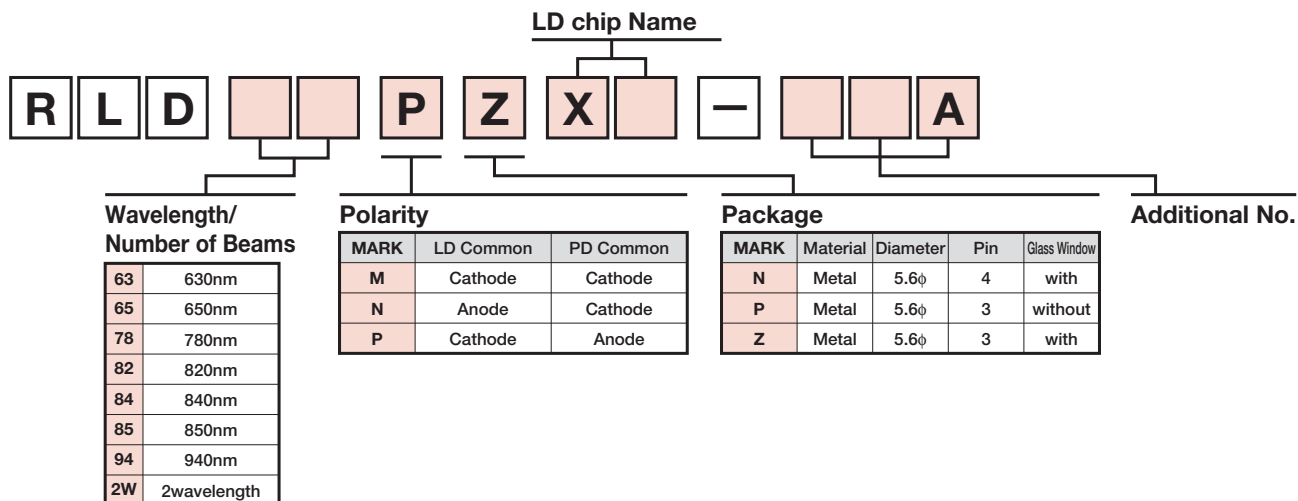 LD chip Name
R L D P Z X – A
Wavelength/
Number of Beams
63 630nm
65 650nm
78 780nm
82 820nm
84 840nm
85 850nm
94 940nm
2W 2wavelength
Polarity
MARK LD Common PD Common
M Cathode Cathode
N Anode Cathode
P Cathode Anode
Package
MARK Material Diameter Pin Glass Window
N Metal 5.6ϕ 4 with
P Metal 5.6ϕ 3 without
Z Metal 5.6ϕ 3 with
Additional No.